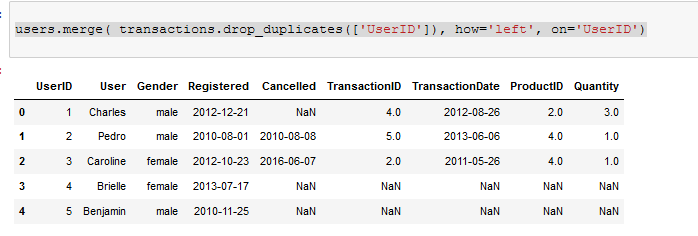 users.merge( transactions.drop_duplicates(['UserID']), how='left', on='UserID')
UserID User Gender Registered Cancelled TransactionID TransactionDate ProductID Quantity
0 1 Charles male 2012-12-21 NaN 4.0 2012-08-26 2.0 3.0
1 2 Pedro male 2010-08-01 2010-08-08 5.0 2013-06-06 4.0 1.0
2 3 Caroline female 2012-10-23 2016-06-07 2.0 2011-05-26 4.0 1.0
3 4 Brielle female 2013-07-17 NaN NaN NaN NaN NaN
4 5 Benjamin male 2010-11-25 NaN NaN NaN NaN NaN